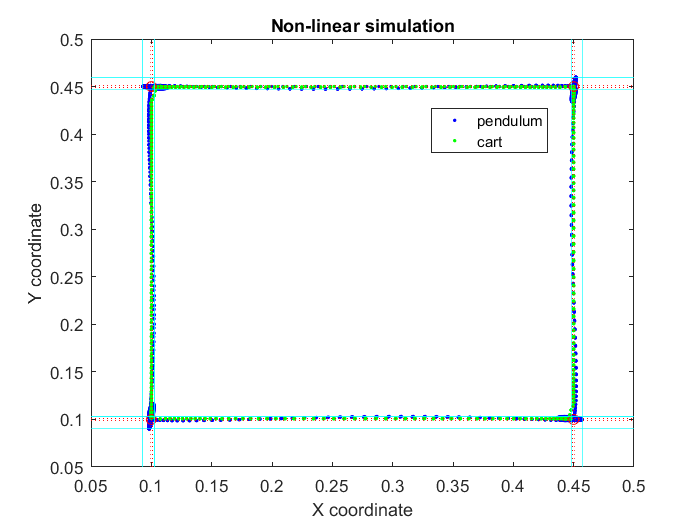 Non-linear simulation
0.5
0.45
0.4
0.35
0.3
0.25
0.2
0.15
0.1
0.05
Y coordinate
pendulum
cart
0.05 0.1 0.15 0.2 0.25 0.3 0.35 0.4 0.45 0.5
X coordinate